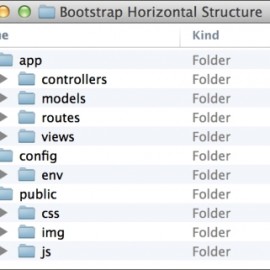 Bootstrap Horizontal Structure
ne Kind
app Folder
controllers Folder
models Folder
routes Folder
views Folder
config Folder
env Folder
public Folder
css Folder
img Folder
js Folder